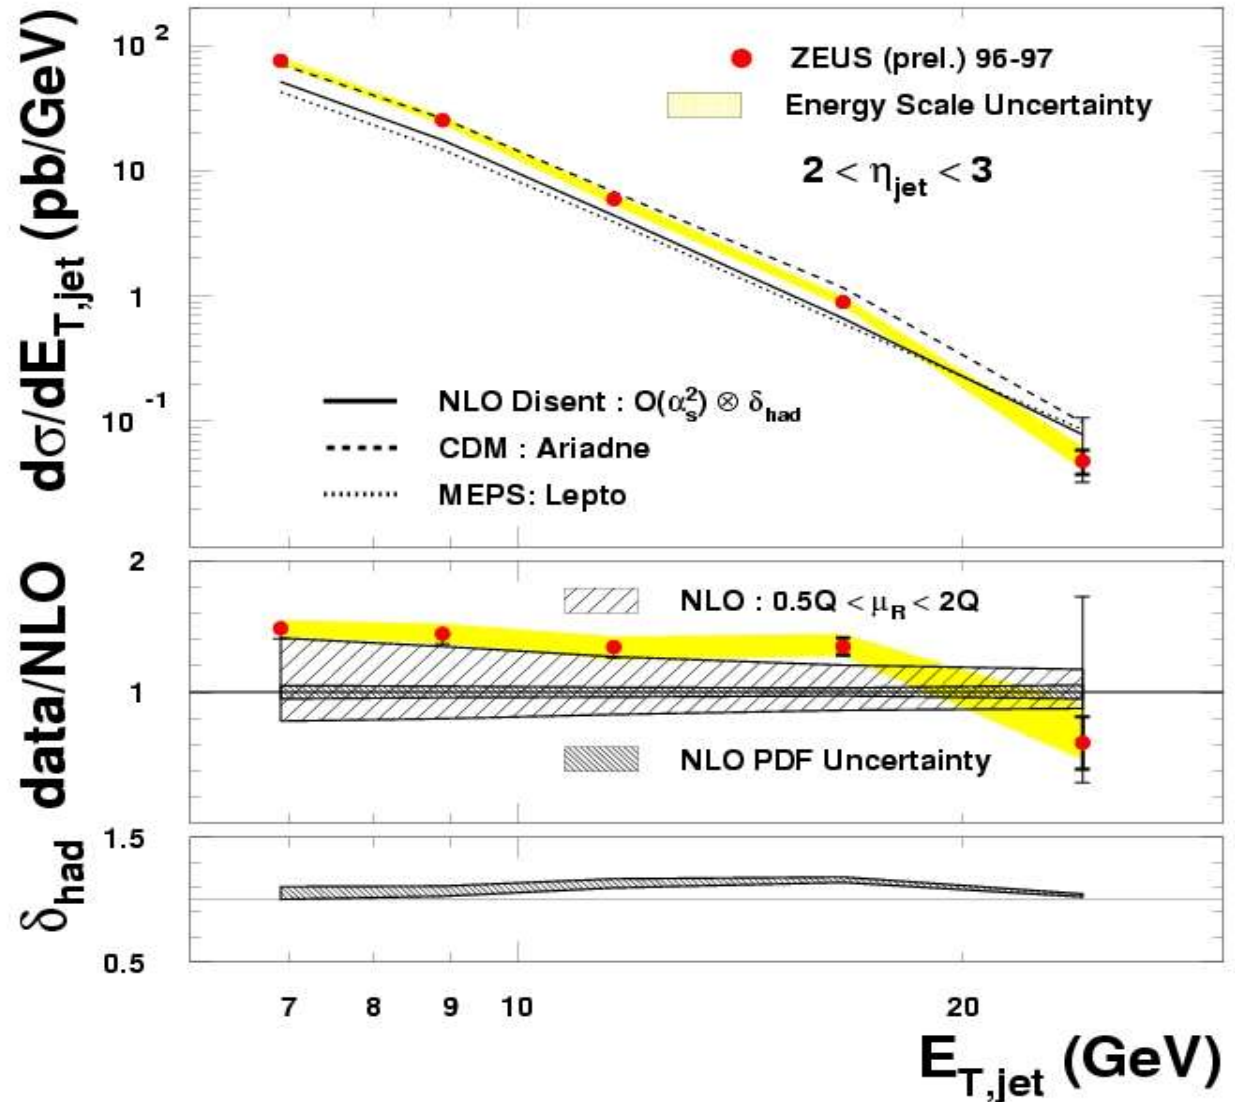 dσ/dE_T,jet (pb/GeV)
10²
10
1
10⁻¹
ZEUS (prel.) 96-97
Energy Scale Uncertainty
2 < η_jet < 3
NLO Disent : O(α_s²) ⊗ δ_had
CDM : Ariadne
MEPS: Lepto
data/NLO
2
1
NLO : 0.5Q < μ_R < 2Q
NLO PDF Uncertainty
δ_had
1.5
0.5
7 8 9 10 20
E_T,jet (GeV)